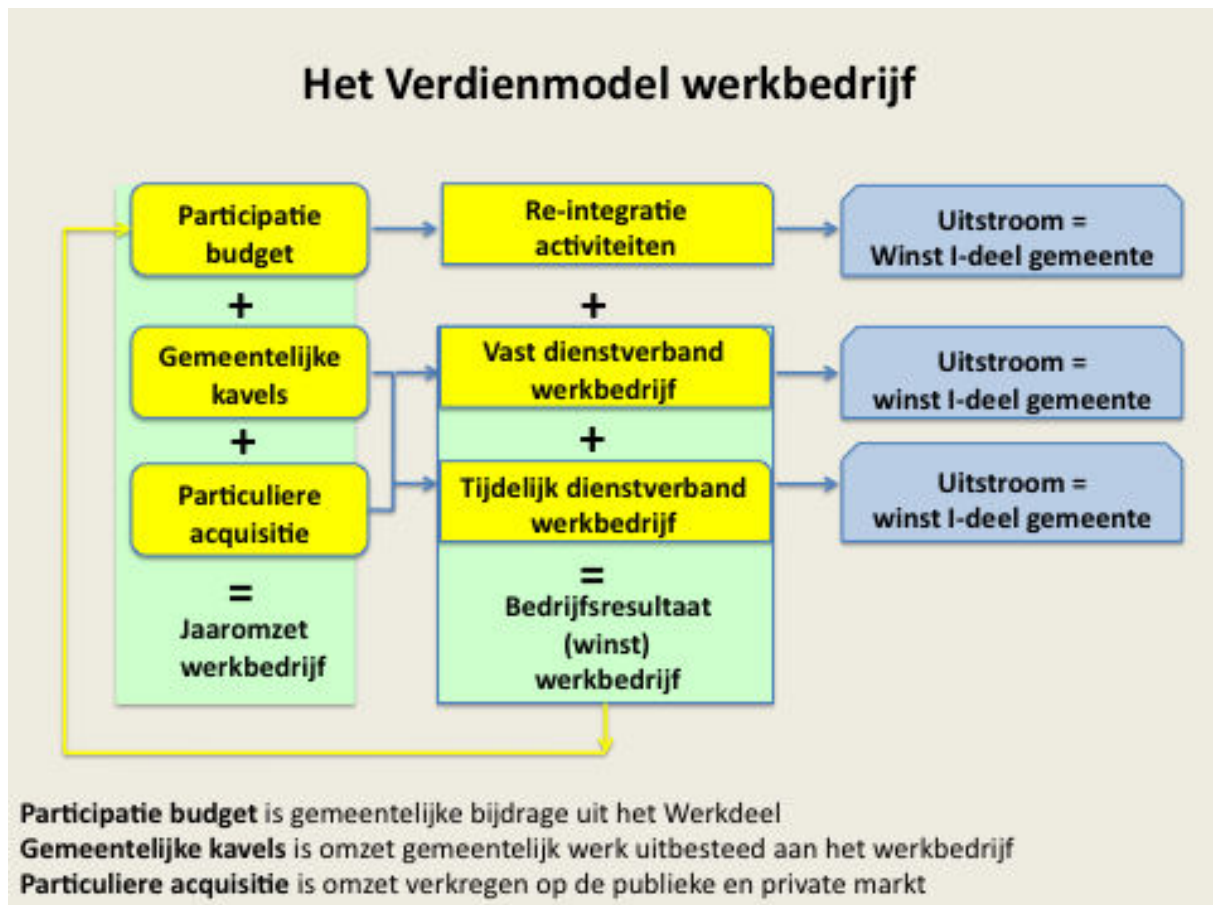 Het Verdienmodel werkbedrijf
Participatie
budget
Re-integratie
activiteiten
Uitstroom =
Winst I-deel gemeente
+
+
Gemeentelijke
kavels
Vast dienstverband
werkbedrijf
Uitstroom =
winst I-deel gemeente
+
+
Particuliere
acquisitie
Tijdelijk dienstverband
werkbedrijf
Uitstroom =
winst I-deel gemeente
=
Jaaromzet
werkbedrijf
=
Bedrijfsresultaat
(winst)
werkbedrijf
Participatie budget is gemeentelijke bijdrage uit het Werkdeel
Gemeentelijke kavels is omzet gemeentelijk werk uitbesteed aan het werkbedrijf
Particuliere acquisitie is omzet verkregen op de publieke en private markt